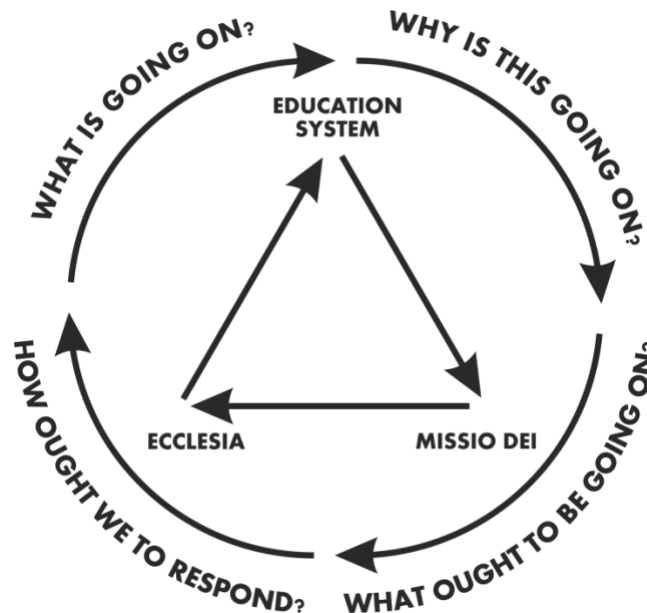 WHAT IS GOING ON?
WHY IS THIS GOING ON?
EDUCATION
SYSTEM
ECCLESIA
MISSIO DEI
HOW OUGHT WE TO RESPOND?
WHAT OUGHT TO BE GOING ON?